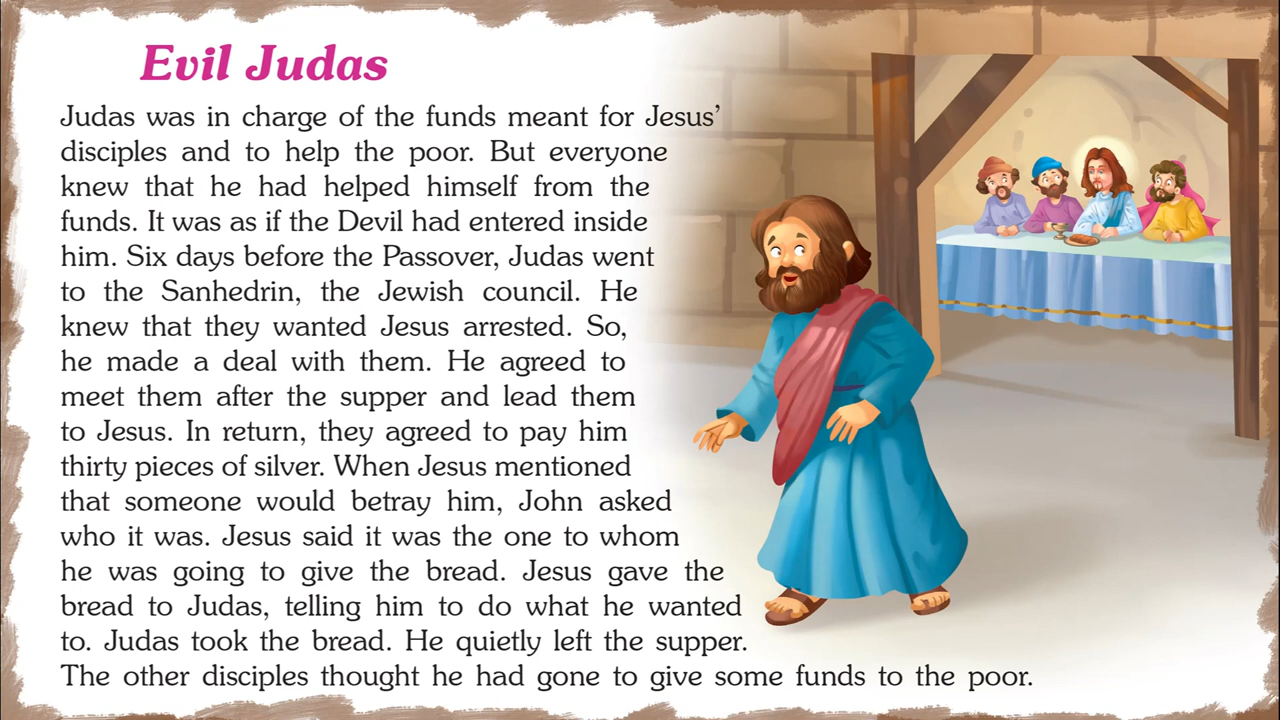 Evil Judas
Judas was in charge of the funds meant for Jesus’
disciples and to help the poor. But everyone
knew that he had helped himself from the
funds. It was as if the Devil had entered inside
him. Six days before the Passover, Judas went
to the Sanhedrin, the Jewish council. He
knew that they wanted Jesus arrested. So,
he made a deal with them. He agreed to
meet them after the supper and lead them
to Jesus. In return, they agreed to pay him
thirty pieces of silver. When Jesus mentioned
that someone would betray him, John asked
who it was. Jesus said it was the one to whom
he was going to give the bread. Jesus gave the
bread to Judas, telling him to do what he wanted
to. Judas took the bread. He quietly left the supper.
The other disciples thought he had gone to give some funds to the poor.